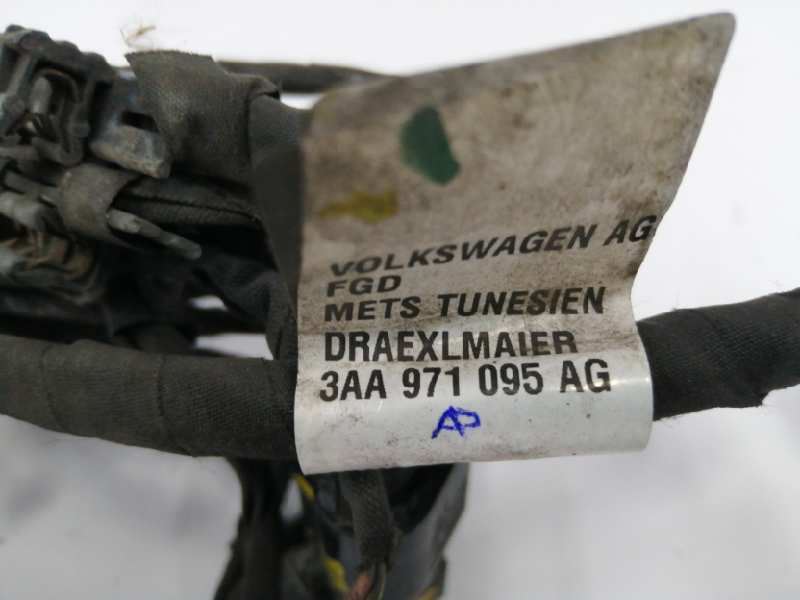 VOLKSWAGEN AG
FGD
METS TUNESIEN
DRAEXLMAIER
3AA 971 095 AG
AP